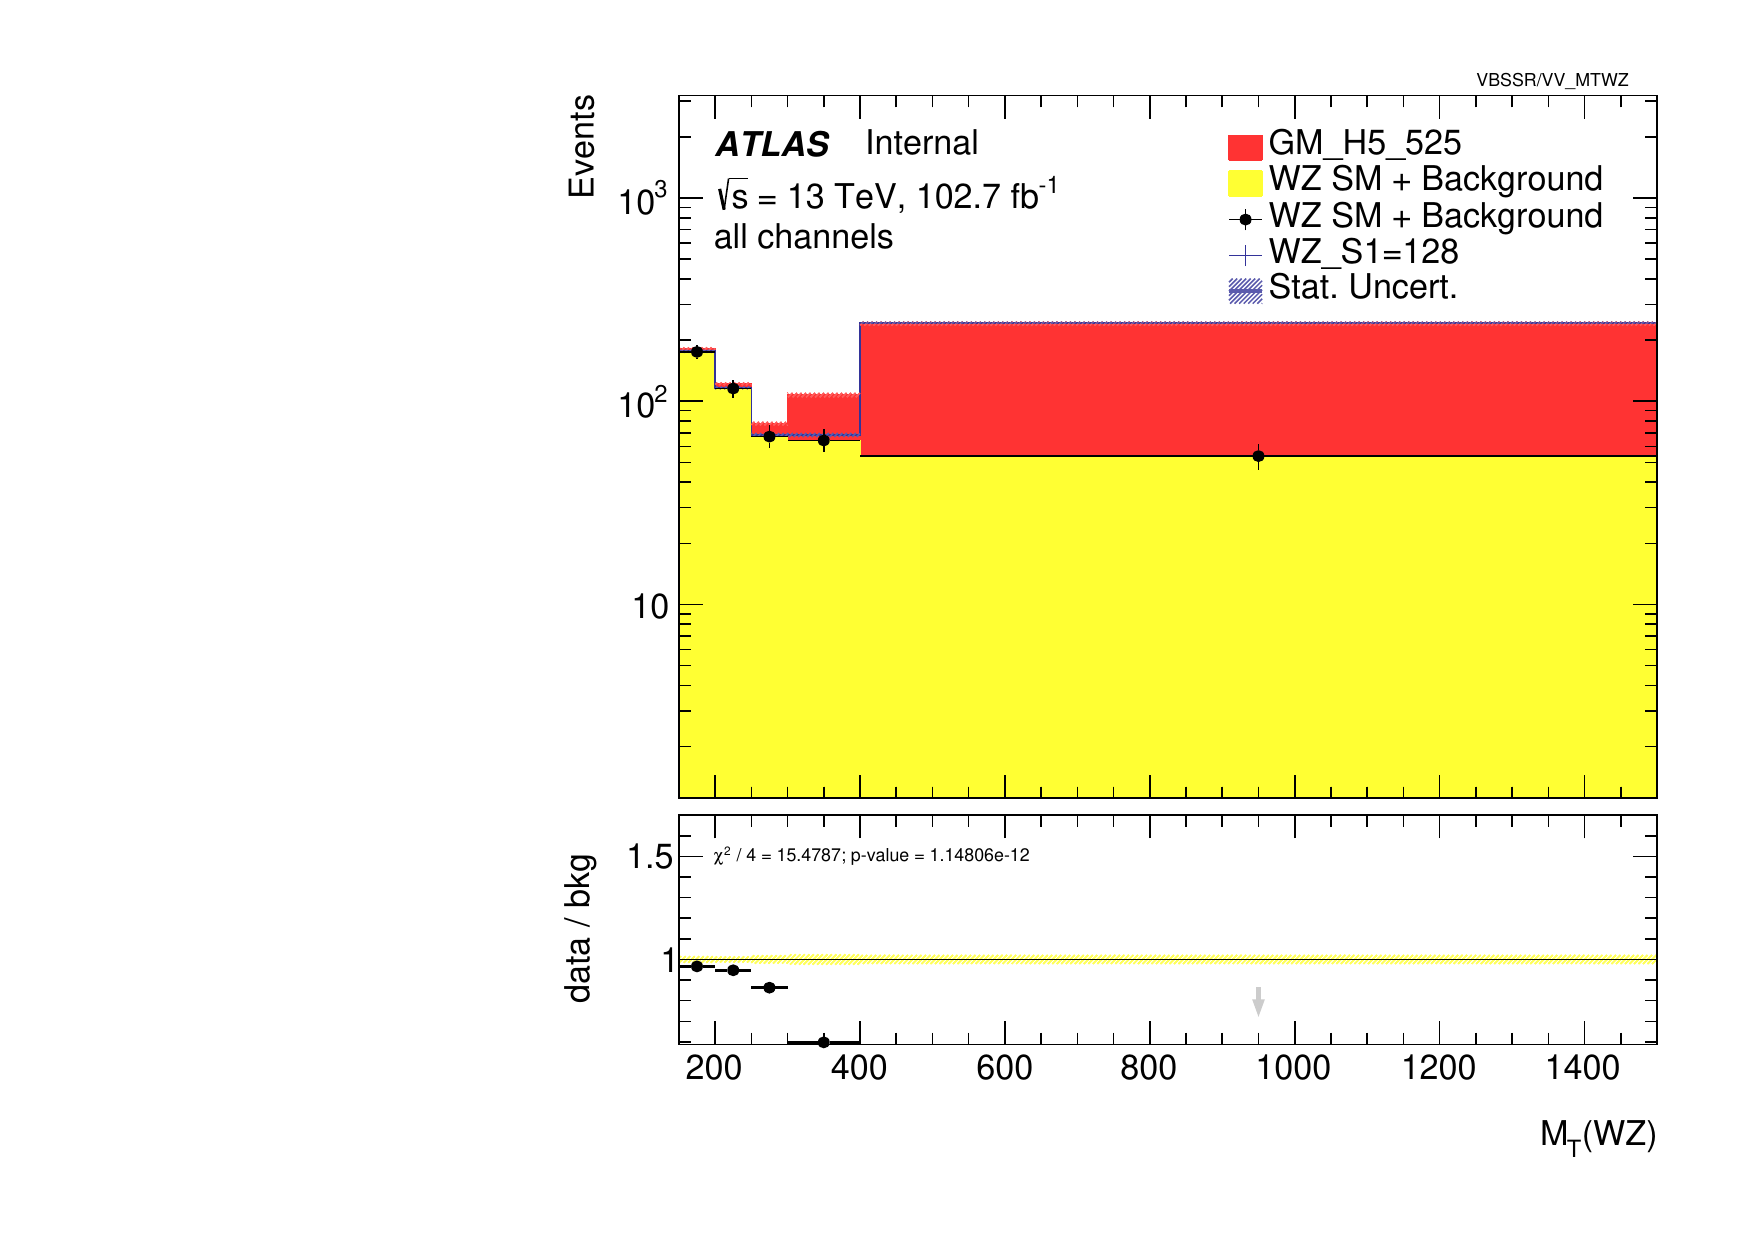 VBSSR/VV_MTWZ
Events
ATLAS Internal
√s = 13 TeV, 102.7 fb⁻¹
all channels
GM_H5_525
WZ SM + Background
WZ SM + Background
WZ_S1=128
Stat. Uncert.
10³
10²
10
data / bkg
1.5
1
χ² / 4 = 15.4787; p-value = 1.14806e-12
200 400 600 800 1000 1200 1400
M_T(WZ)